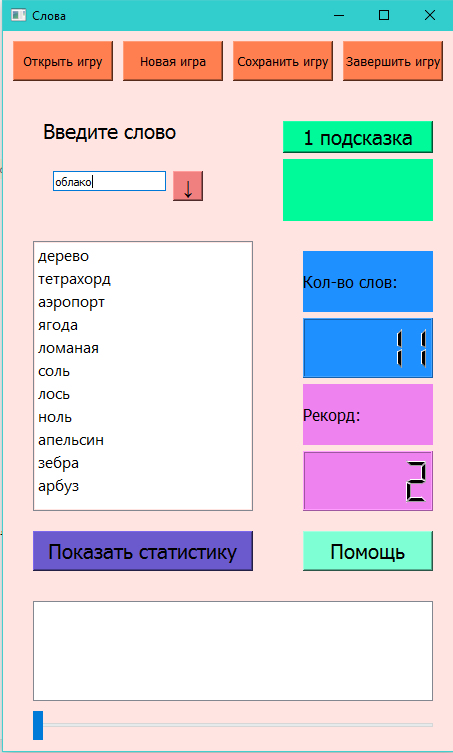 Слова
Открыть игру
Новая игра
Сохранить игру
Завершить игру
Введите слово
1 подсказка
облако
↓
дерево
тетрахорд
аэропорт
ягода
ломаная
соль
лось
ноль
апельсин
зебра
арбуз
Кол-во слов:
11
Рекорд:
2
Показать статистику
Помощь